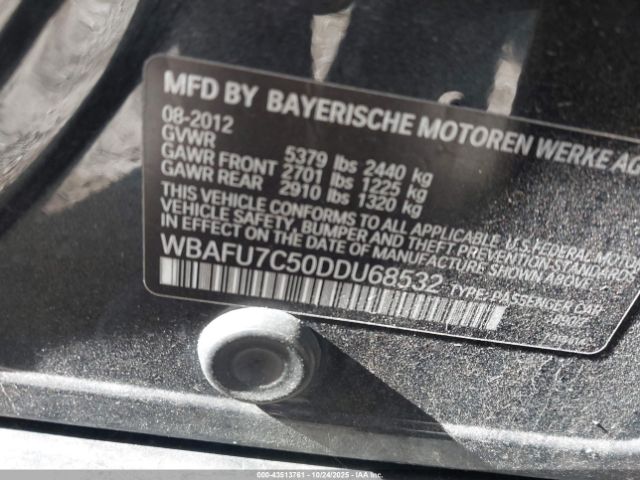 MFD BY BAYERISCHE MOTOREN WERKE AG
08-2012
GVWR 5379 lbs 2440 kg
GAWR FRONT 2701 lbs 1225 kg
GAWR REAR 2910 lbs 1320 kg
THIS VEHICLE CONFORMS TO ALL APPLICABLE U.S. FEDERAL MOTOR
VEHICLE SAFETY, BUMPER AND THEFT PREVENTION STANDARDS
IN EFFECT ON THE DATE OF MANUFACTURE SHOWN ABOVE.
WBAFU7C50DDU68532 TYPE: PASSENGER CAR
000-43513761 - 10/24/2025 - IAAI.COM